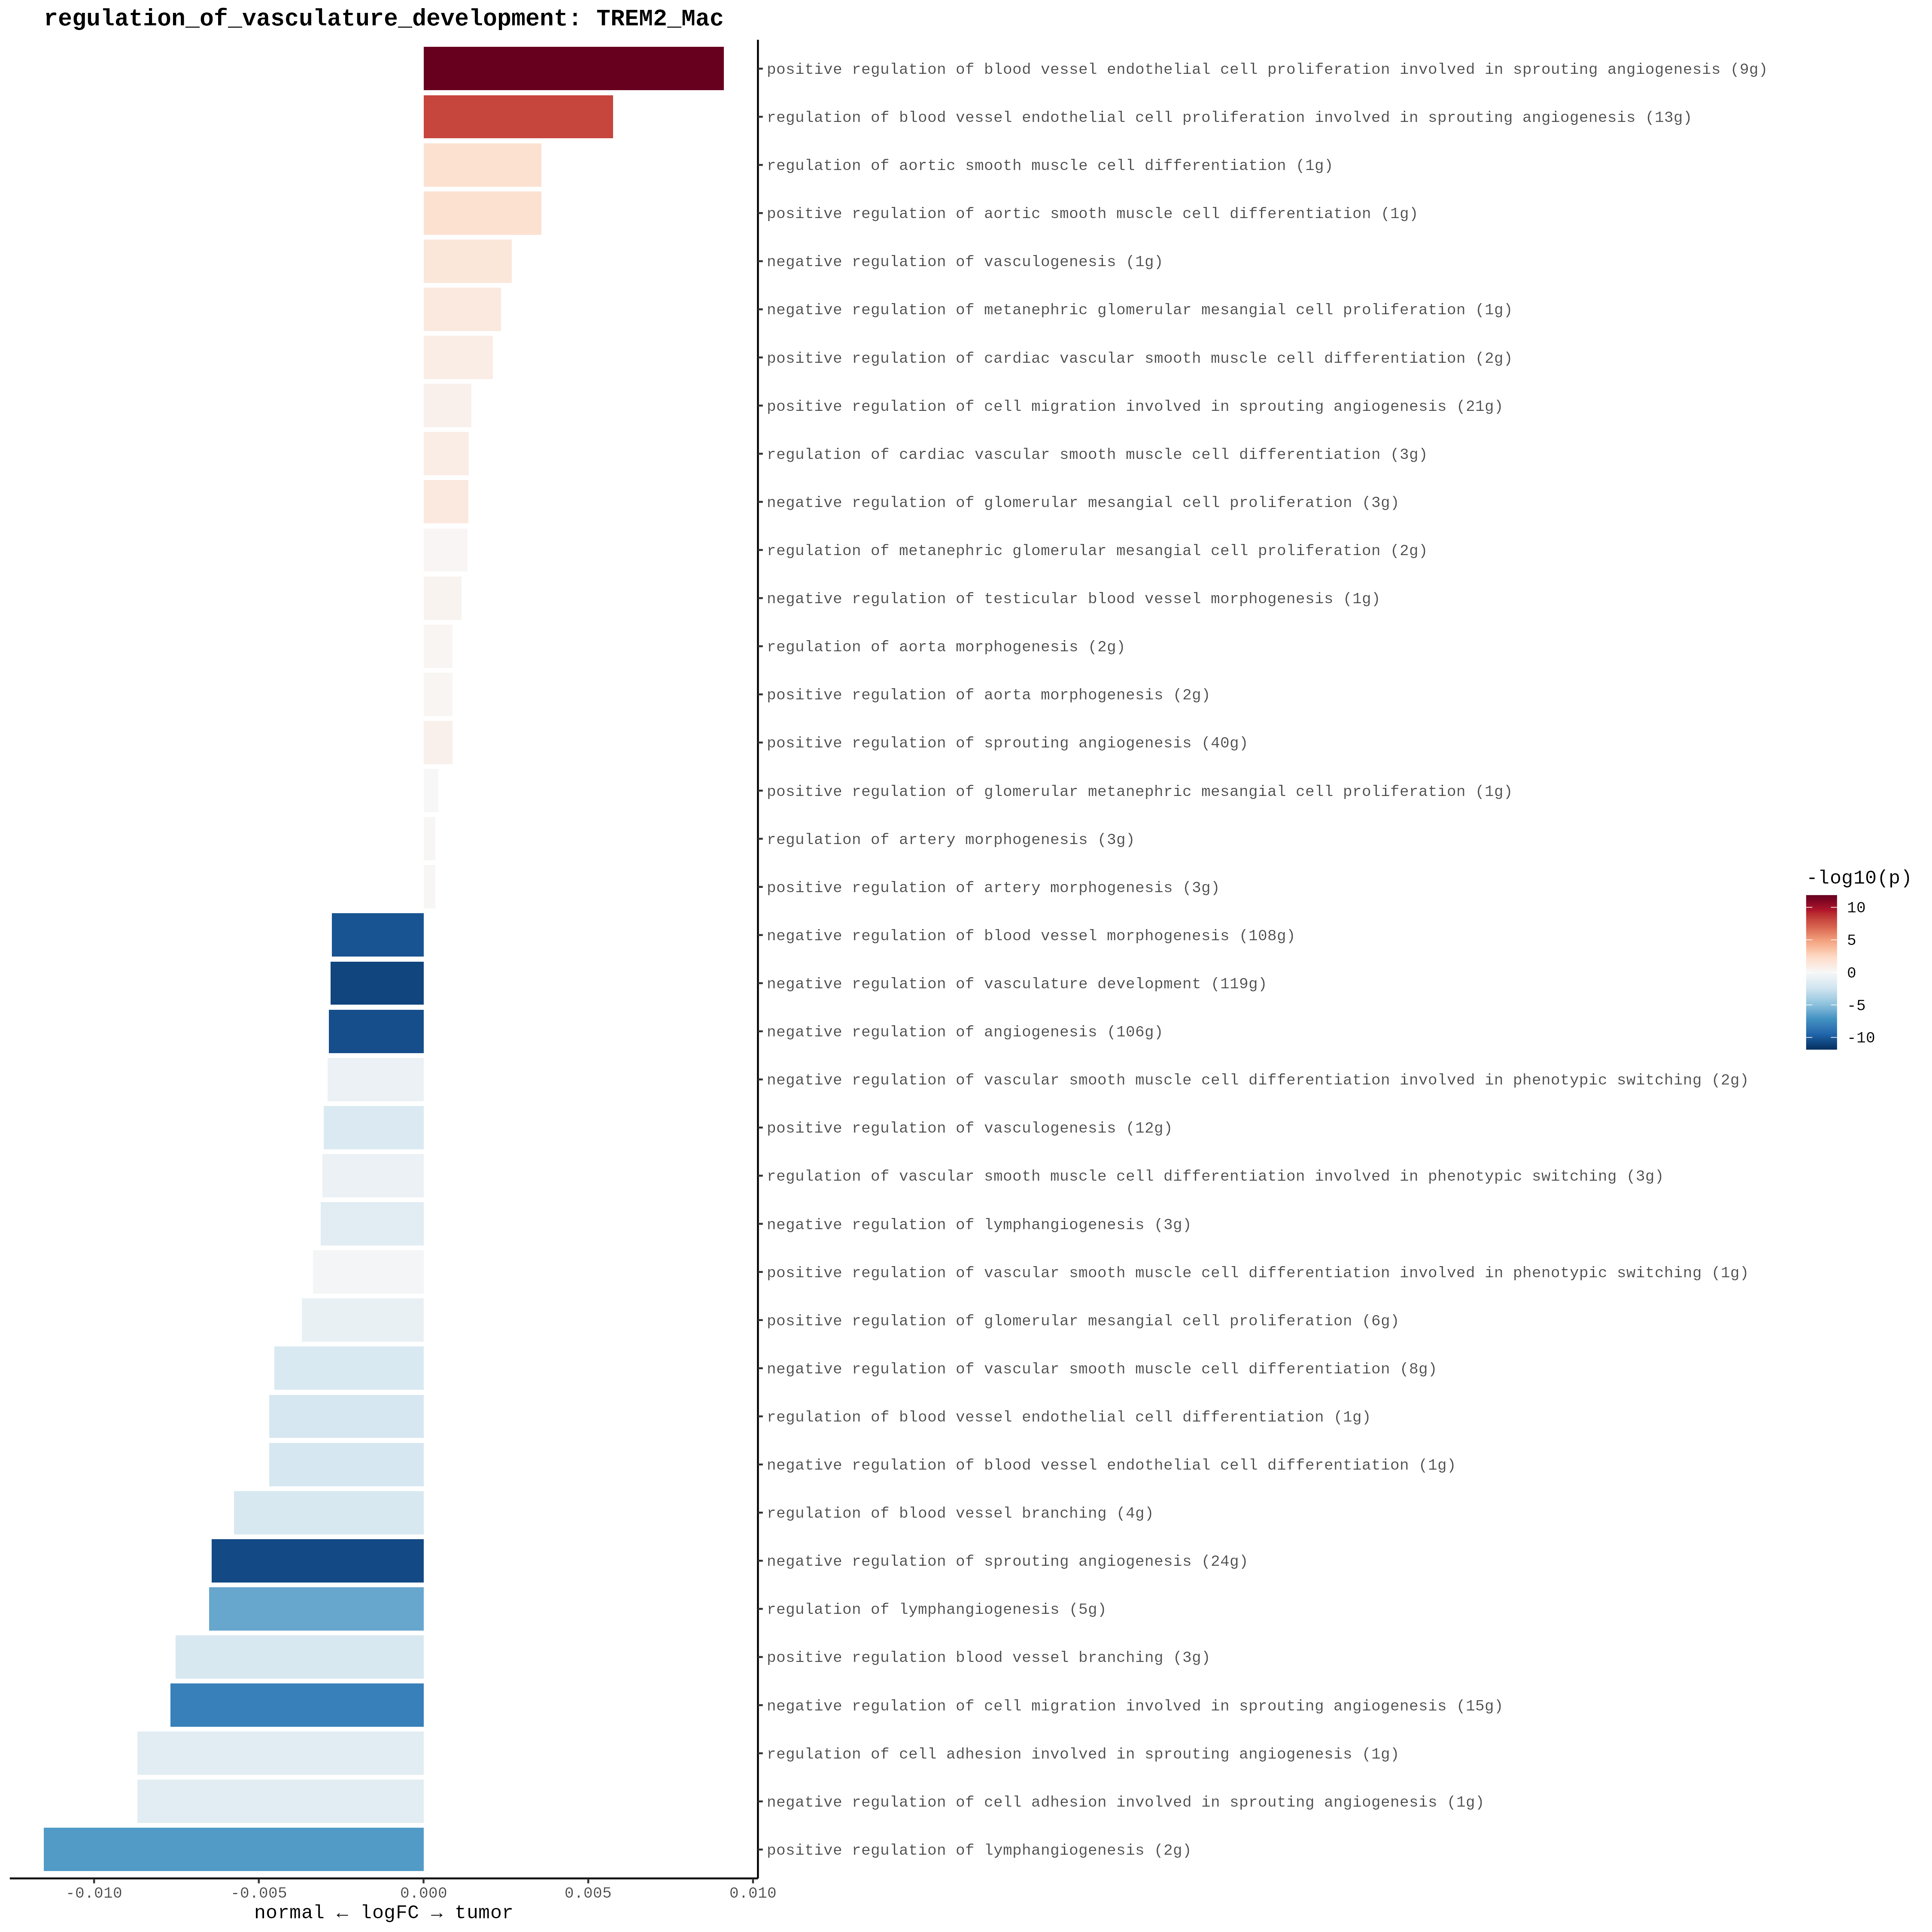 regulation_of_vasculature_development: TREM2_Mac
positive regulation of blood vessel endothelial cell proliferation involved in sprouting angiogenesis (9g)
regulation of blood vessel endothelial cell proliferation involved in sprouting angiogenesis (13g)
regulation of aortic smooth muscle cell differentiation (1g)
positive regulation of aortic smooth muscle cell differentiation (1g)
negative regulation of vasculogenesis (1g)
negative regulation of metanephric glomerular mesangial cell proliferation (1g)
positive regulation of cardiac vascular smooth muscle cell differentiation (2g)
positive regulation of cell migration involved in sprouting angiogenesis (21g)
regulation of cardiac vascular smooth muscle cell differentiation (3g)
negative regulation of glomerular mesangial cell proliferation (3g)
regulation of metanephric glomerular mesangial cell proliferation (2g)
negative regulation of testicular blood vessel morphogenesis (1g)
regulation of aorta morphogenesis (2g)
positive regulation of aorta morphogenesis (2g)
positive regulation of sprouting angiogenesis (40g)
positive regulation of glomerular metanephric mesangial cell proliferation (1g)
regulation of artery morphogenesis (3g)
positive regulation of artery morphogenesis (3g)
negative regulation of blood vessel morphogenesis (108g)
negative regulation of vasculature development (119g)
negative regulation of angiogenesis (106g)
negative regulation of vascular smooth muscle cell differentiation involved in phenotypic switching (2g)
positive regulation of vasculogenesis (12g)
regulation of vascular smooth muscle cell differentiation involved in phenotypic switching (3g)
negative regulation of lymphangiogenesis (3g)
positive regulation of vascular smooth muscle cell differentiation involved in phenotypic switching (1g)
positive regulation of glomerular mesangial cell proliferation (6g)
negative regulation of vascular smooth muscle cell differentiation (8g)
regulation of blood vessel endothelial cell differentiation (1g)
negative regulation of blood vessel endothelial cell differentiation (1g)
regulation of blood vessel branching (4g)
negative regulation of sprouting angiogenesis (24g)
regulation of lymphangiogenesis (5g)
positive regulation blood vessel branching (3g)
negative regulation of cell migration involved in sprouting angiogenesis (15g)
regulation of cell adhesion involved in sprouting angiogenesis (1g)
negative regulation of cell adhesion involved in sprouting angiogenesis (1g)
positive regulation of lymphangiogenesis (2g)
-0.010 -0.005 0.000 0.005 0.010
normal ← logFC → tumor
-log10(p)
10
5
0
-5
-10